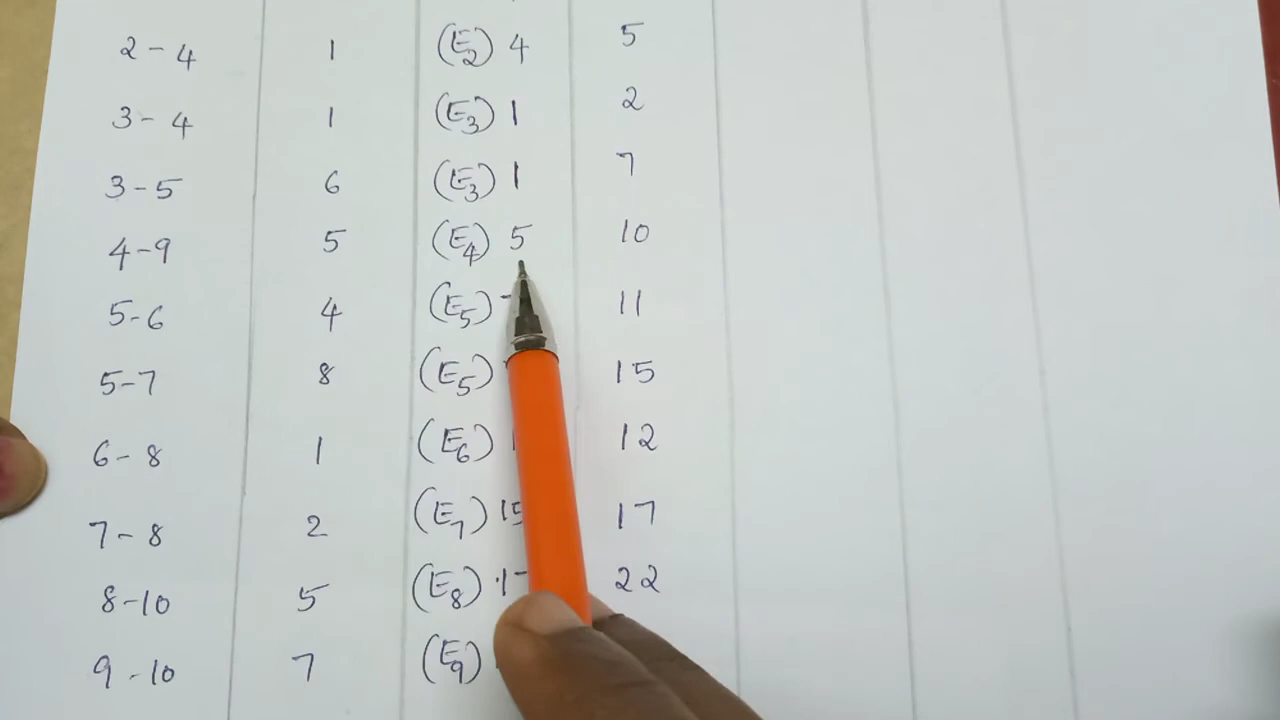 2-4 1 (E2) 4 5
3-4 1 (E3) 1 2
3-5 6 (E3) 1 7
4-9 5 (E4) 5 10
5-6 4 (E5) 11
5-7 8 (E5) 15
6-8 1 (E6) 12
7-8 2 (E7) 15 17
8-10 5 (E8) 22
9-10 7 (E9)